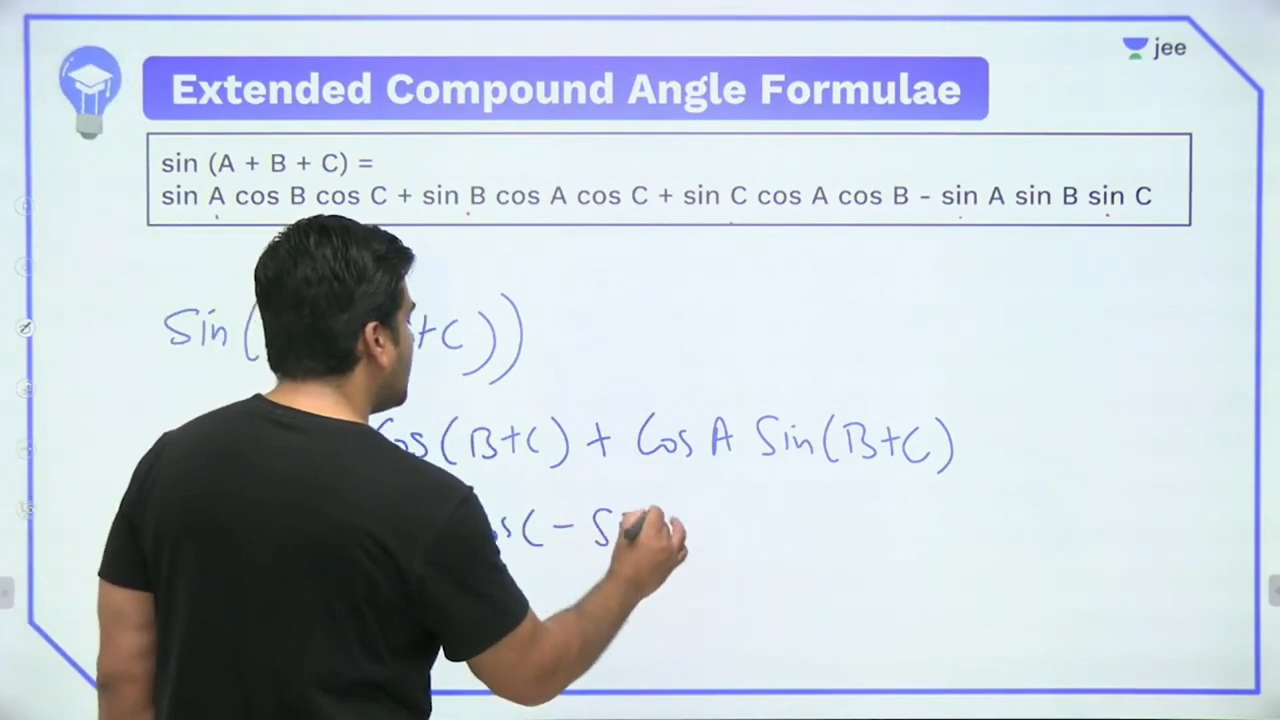 jee
Extended Compound Angle Formulae
sin (A + B + C) =
sin A cos B cos C + sin B cos A cos C + sin C cos A cos B - sin A sin B sin C
Sin ( +C))
Cos (B+C) + Cos A Sin (B+C)
os C - S